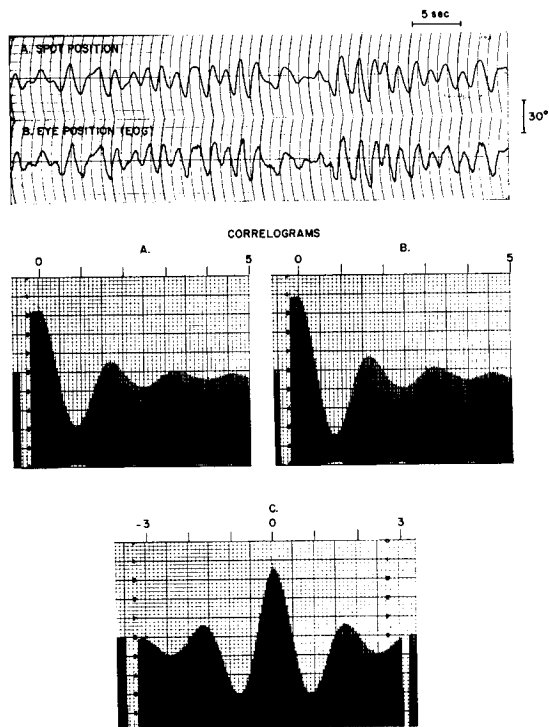 5 sec
A. SPOT POSITION
30°
B. EYE POSITION (EOG)
CORRELOGRAMS
A. B.
0 5 0 5
C.
-3 0 3